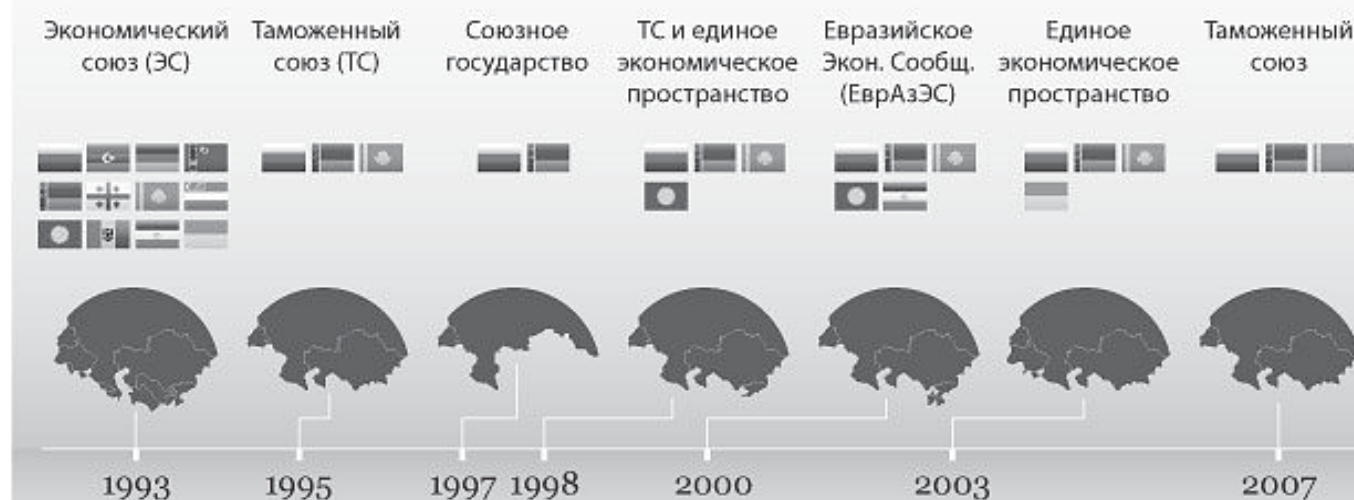 Экономический
союз (ЭС)
Таможенный
союз (ТС)
Союзное
государство
ТС и единое
экономическое
пространство
Евразийское
Экон. Сообщ.
(ЕврАзЭС)
Единое
экономическое
пространство
Таможенный
союз
1993
1995
1997
1998
2000
2003
2007